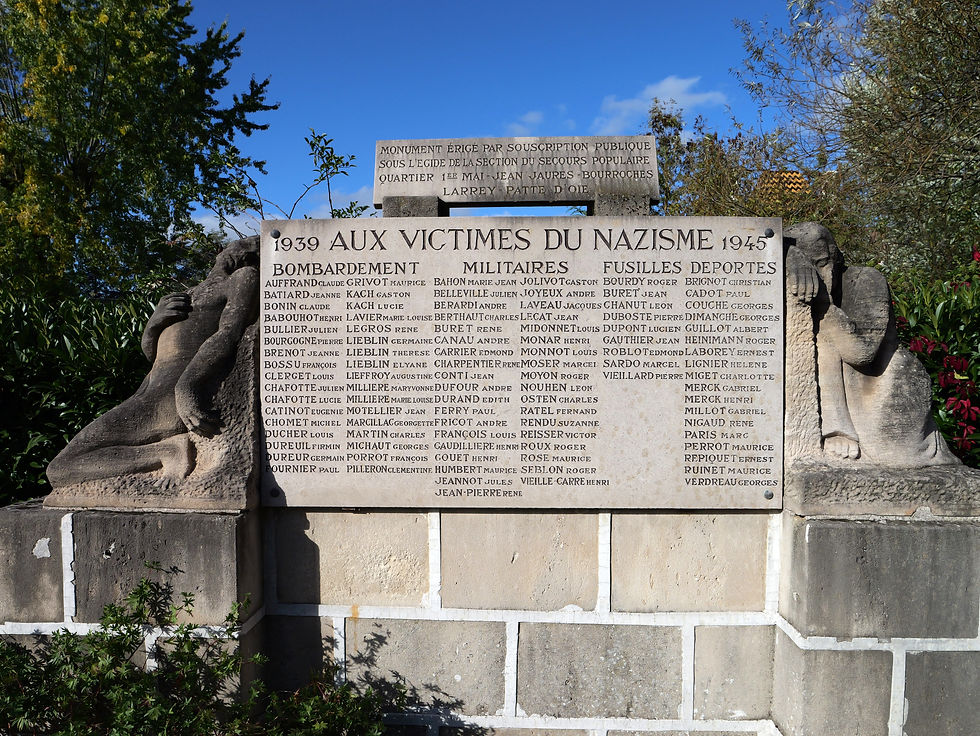 MONUMENT ÉRIGÉ PAR SOUSCRIPTION PUBLIQUE
SOUS L'EGIDE DE LA SECTION DU SECOURS POPULAIRE
QUARTIER 1ER MAI-JEAN JAURÈS-BOURROCHES
LARREY-PATTE D'OIE
1939 AUX VICTIMES DU NAZISME 1945
BOMBARDEMENT
AUFFRAND CLAUDE
BATIARD JEANNE
BONIN CLAUDE
BABOUHOT HENRI
BULLIER JULIEN
BOURGOGNE PIERRE
BRENOT JEANNE
BOSSU FRANÇOIS
CLERGET LOUIS
CHAFOTTE JULIEN
CHAFOTTE LUCIE
CATINOT EUGENIE
CHOMET MICHEL
DUCHER LOUIS
DUREUIL FIRMIN
DUREUR GERMAIN
FOURNIER PAUL
GRIVOT MAURICE
KACH GASTON
KACH LUCIE
LAVIER MARIE LOUISE
LEGROS RENE
LIEBLIN GERMAINE
LIEBLIN THERESE
LIEBLIN ELYANE
LIEFFROY AUGUSTINE
MILLIERE MARYVONNE
MILLIERE MARIE LOUISE
MOTELLIER JEAN
MARCILLAC GEORGETTE
MARTIN CHARLES
MICHAUT GEORGES
PORROT FRANÇOIS
PILLERON CLEMENTINE
MILITAIRES
BAHON MARIE JEAN
BELLEVILLE JULIEN
BERARDI ANDRE
BERTHAUT CHARLES
BURET RENE
CANAU ANDRE
CARRIER EDMOND
CHARPENTIER RENE
CONTI JEAN
DUFOUR ANDRE
DURAND EDITH
FERRY PAUL
FRICOT ANDRE
FRANÇOIS LOUIS
GAUDILLIERE HENRI
GOUET HENRI
HUMBERT MAURICE
JEANNOT JULES
JEAN-PIERRE RENE
JOLIVOT GASTON
JOYEUX ANDRE
LAVEAU JACQUES
LECAT JEAN
MIDONNET LOUIS
MONAR HENRI
MONNOT LOUIS
MOSER MARCEL
MOYON ROGER
NOUHEN LEON
OSTEN CHARLES
RATEL FERNAND
RENDU SUZANNE
REISSER VICTOR
ROUX ROGER
ROSE MAURICE
SEBLON ROGER
VIEILLE-CARRE HENRI
FUSILLES
BOURDY ROGER
BURET JEAN
CHANUT LEON
DUBOSTE PIERRE
DUPONT LUCIEN
GAUTHIER JEAN
ROBLOT EDMOND
SARDO MARCEL
VIEILLARD PIERRE
DEPORTES
BRIGNOT CHRISTIAN
CADOT PAUL
COUCHE GEORGES
DIMANCHE GEORGES
GUILLOT ALBERT
HEINIMANN ROGER
LABOREY ERNEST
LIGNIER HELENE
MIGET CHARLOTTE
MERCK GABRIEL
MERCK HENRI
MILLOT GABRIEL
NIGAUD RENE
PARIS MARC
PERROT MAURICE
REPIQUET ERNEST
RUINET MAURICE
VERDREAU GEORGES